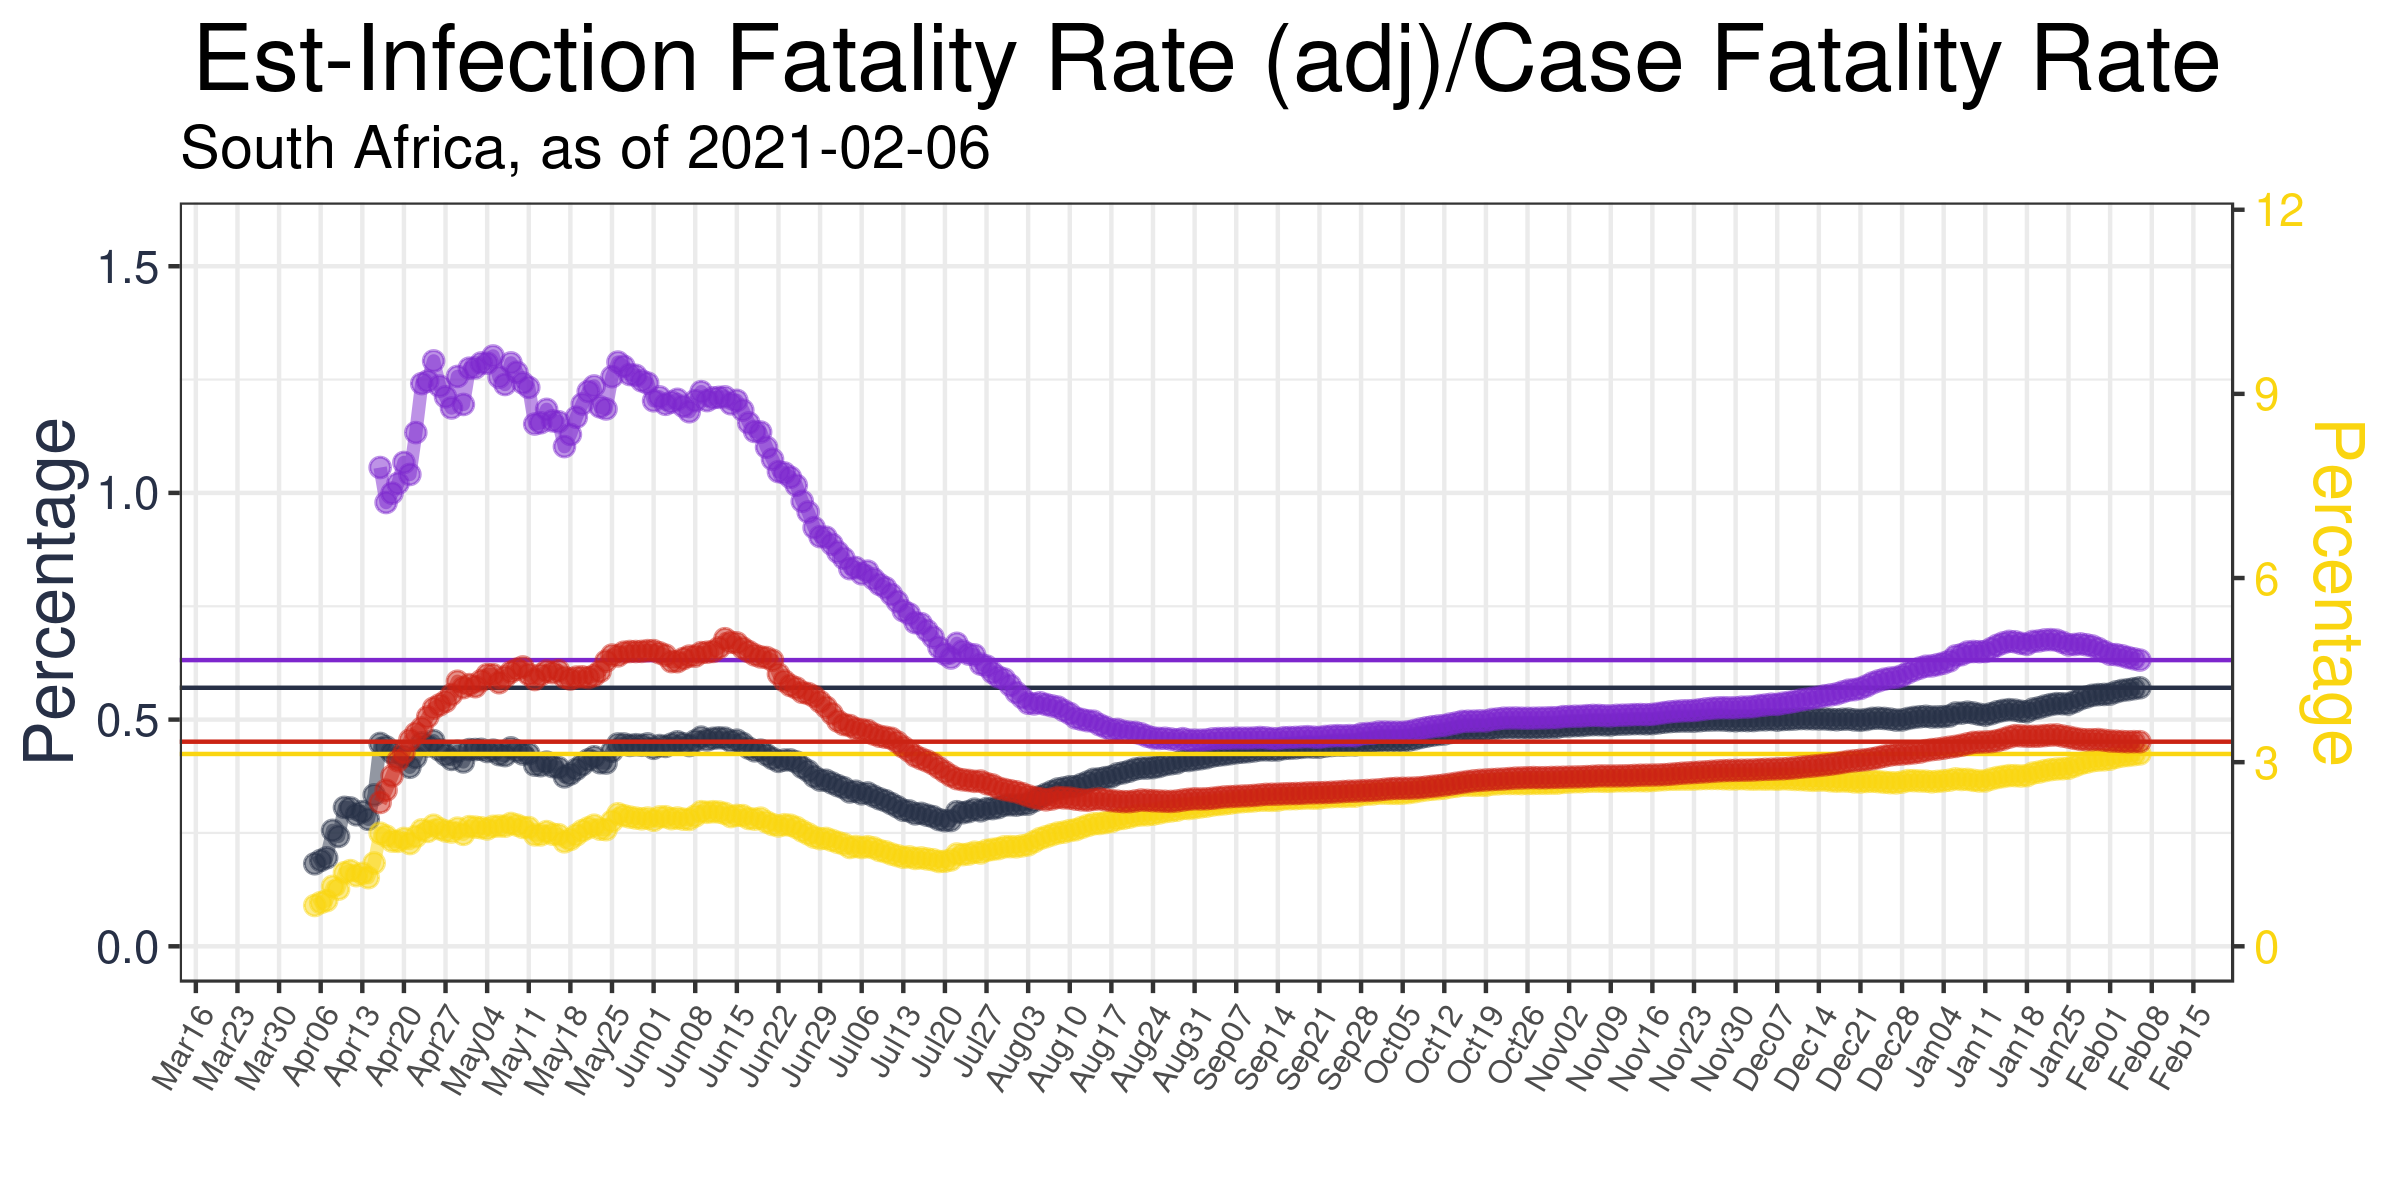 Est-Infection Fatality Rate (adj)/Case Fatality Rate
South Africa, as of 2021-02-06
12
1.5
9
1.0
6
0.5
3
0.0
0
Percentage
Percentage
Mar16
Mar23
Mar30
Apr06
Apr13
Apr20
Apr27
May04
May11
May18
May25
Jun01
Jun08
Jun15
Jun22
Jun29
Jul06
Jul13
Jul20
Jul27
Aug03
Aug10
Aug17
Aug24
Aug31
Sep07
Sep14
Sep21
Sep28
Oct05
Oct12
Oct19
Oct26
Nov02
Nov09
Nov16
Nov23
Nov30
Dec07
Dec14
Dec21
Dec28
Jan04
Jan11
Jan18
Jan25
Feb01
Feb08
Feb15